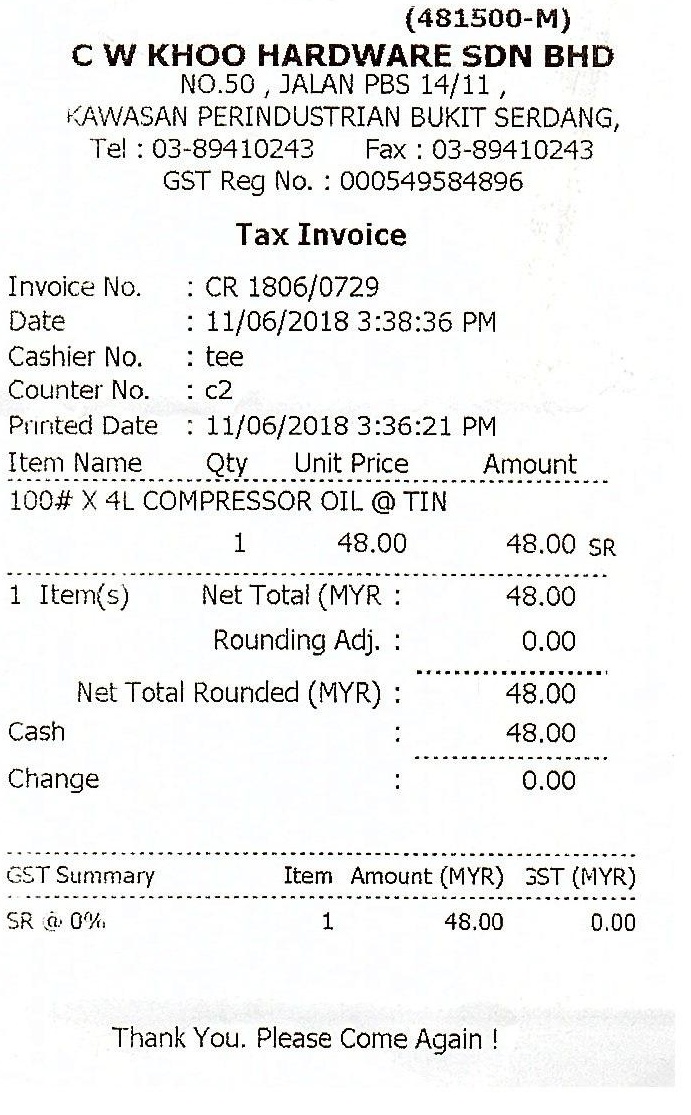 (481500-M)
C W KHOO HARDWARE SDN BHD
NO.50 , JALAN PBS 14/11 ,
KAWASAN PERINDUSTRIAN BUKIT SERDANG,
Tel : 03-89410243 Fax : 03-89410243
GST Reg No. : 000549584896
Tax Invoice
Invoice No. : CR 1806/0729
Date : 11/06/2018 3:38:36 PM
Cashier No. : tee
Counter No. : c2
Printed Date : 11/06/2018 3:36:21 PM
Item Name Qty Unit Price Amount
100# X 4L COMPRESSOR OIL @ TIN
1 48.00 48.00 SR
1 Item(s) Net Total (MYR : 48.00
Rounding Adj. : 0.00
Net Total Rounded (MYR) : 48.00
Cash : 48.00
Change : 0.00
GST Summary Item Amount (MYR) GST (MYR)
SR @ 0% 1 48.00 0.00
Thank You. Please Come Again !